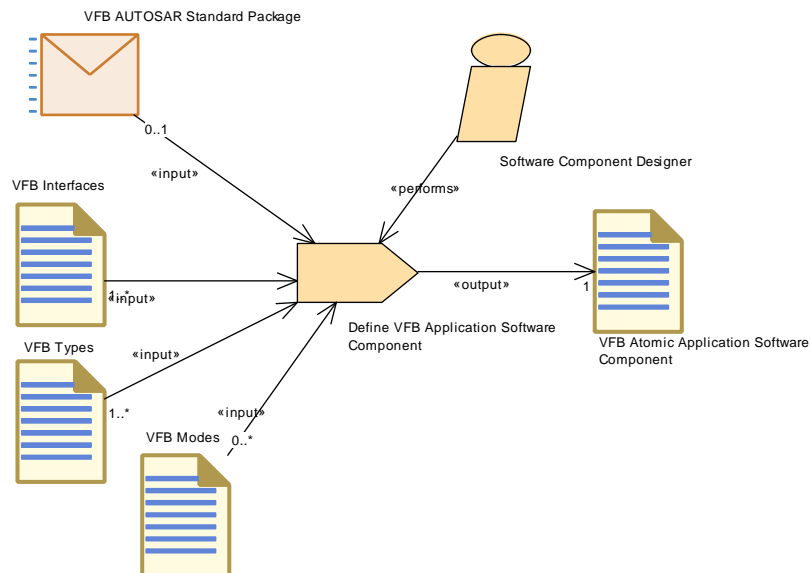 VFB AUTOSAR Standard Package
0..1
«input»
Software Component Designer
«performs»
VFB Interfaces
1..*
«input»
«output»
1
Define VFB Application Software
Component
VFB Atomic Application Software
Component
VFB Types
«input»
1..*
«input»
VFB Modes
0..*